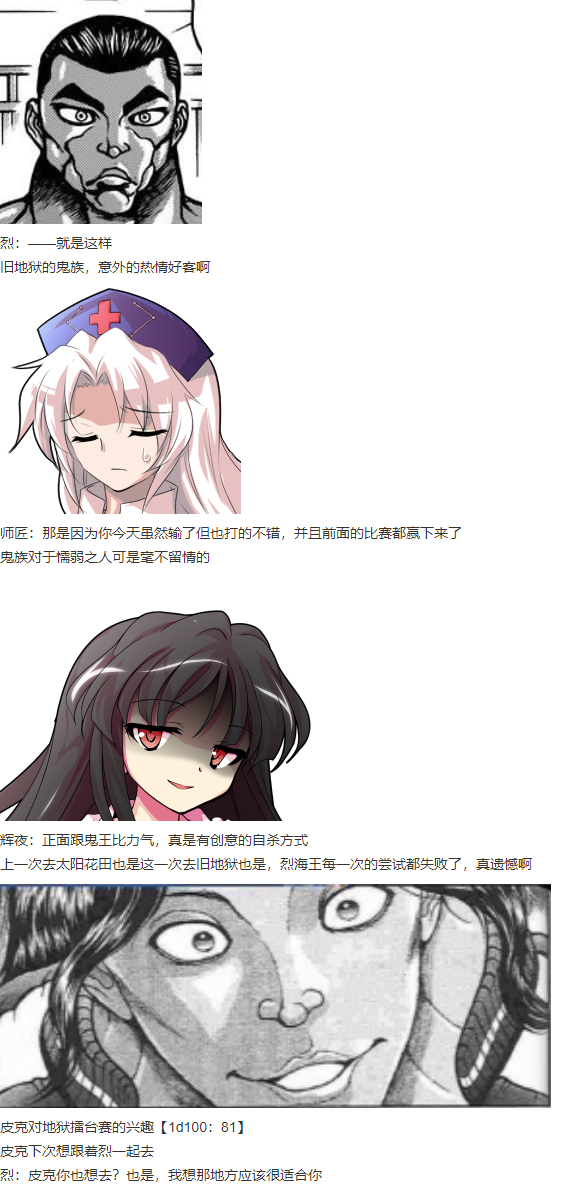 烈：——就是这样
旧地狱的鬼族，意外的热情好客啊
师匠：那是因为你今天虽然输了但也打的不错，并且前面的比赛都赢下来了
鬼族对于懦弱之人可是毫不留情的
辉夜：正面跟鬼王比力气，真是有创意的自杀方式
上一次去太阳花田也是这一次去旧地狱也是，烈海王每一次的尝试都失败了，真遗憾啊
皮克对地狱擂台赛的兴趣【1d100：81】
皮克下次想跟着烈一起去
烈：皮克你也想去？也是，我想那地方应该很适合你